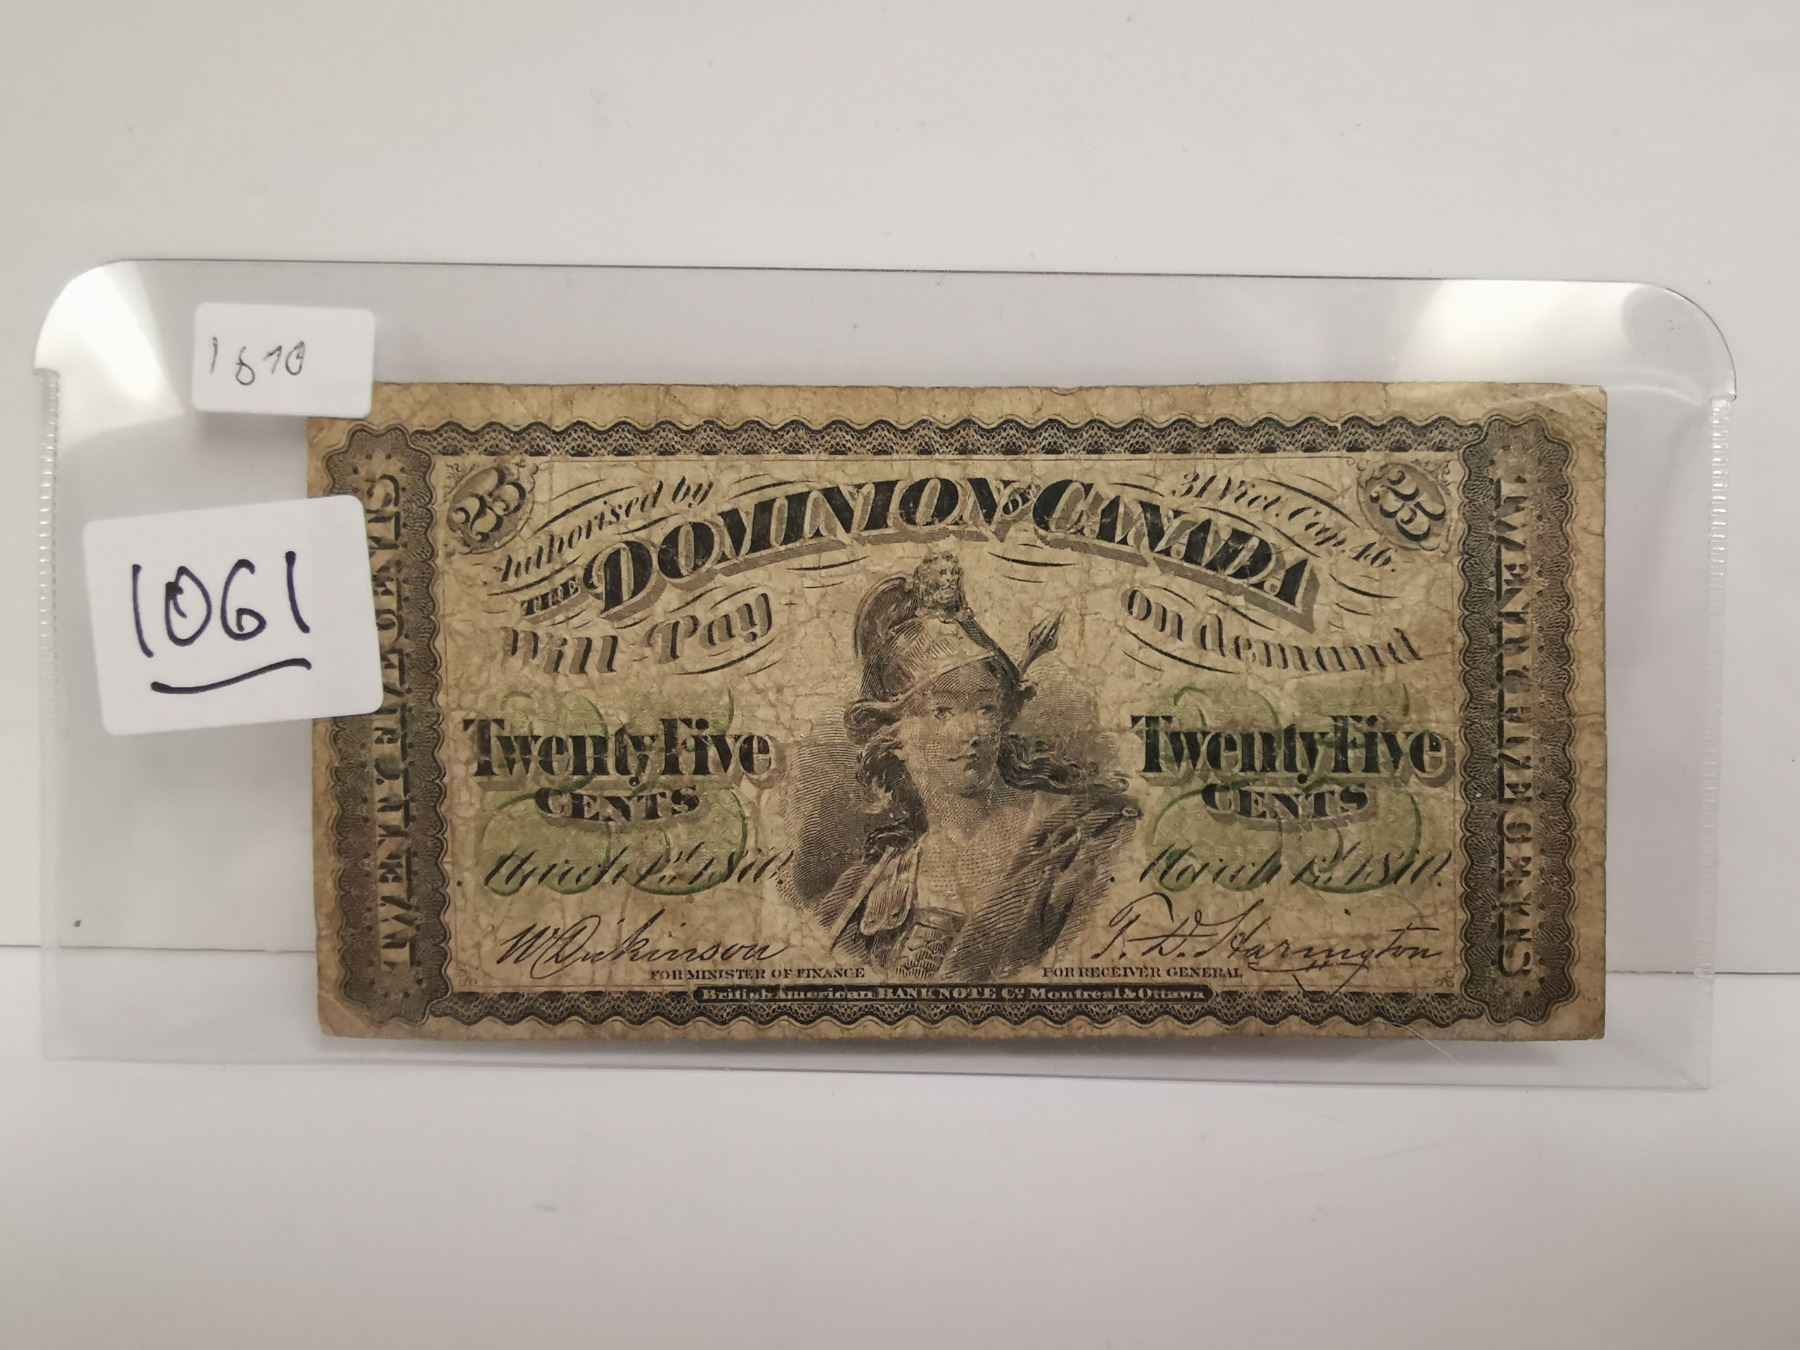 1870
1061
25
25
Authorised by
31 Vict. Cap. 46.
THE DOMINION OF CANADA
Will Pay
on demand
Twenty Five
CENTS
Twenty Five
CENTS
March 1st, 1870.
March 1st, 1870.
W Dickinson
T. D. Harington
FOR MINISTER OF FINANCE
FOR RECEIVER GENERAL
British American BANK NOTE Co. Montreal & Ottawa
TWENTY FIVE CENTS
TWENTY FIVE CENTS